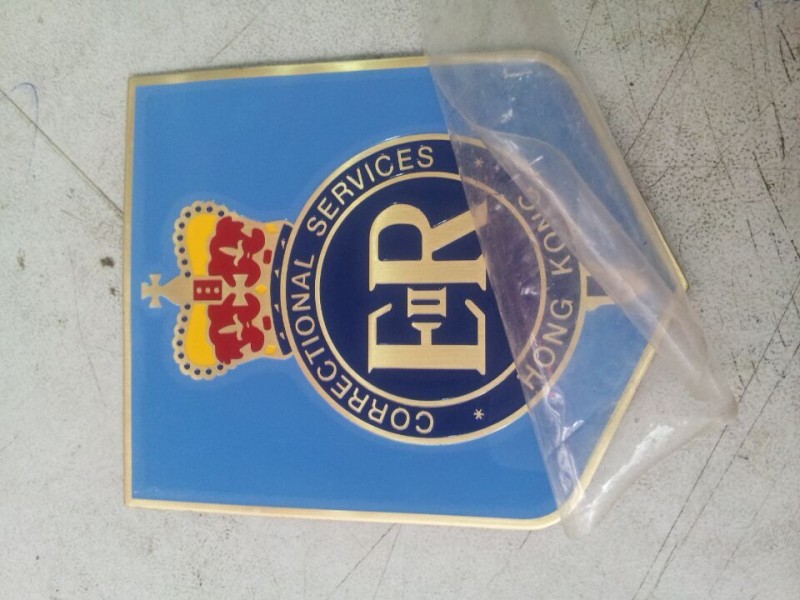 * CORRECTIONAL SERVICES *
HONG KONG
EIIR